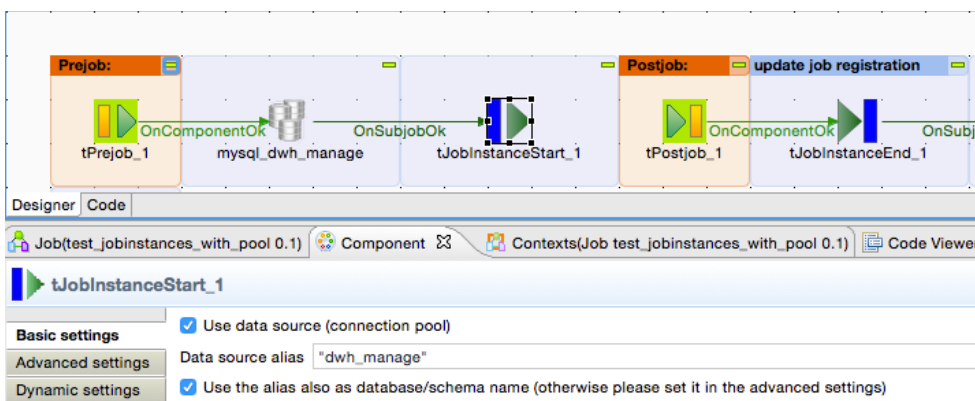 Prejob:
Postjob:
update job registration
OnComponentOk
OnSubjobOk
OnComponentOk
OnSubj
tPrejob_1
mysql_dwh_manage
tJobInstanceStart_1
tPostjob_1
tJobInstanceEnd_1
Designer
Code
Job(test_jobinstances_with_pool 0.1)
Component
Contexts(Job test_jobinstances_with_pool 0.1)
Code Viewe
tJobInstanceStart_1
Basic settings
Use data source (connection pool)
Advanced settings
Data source alias
"dwh_manage"
Dynamic settings
Use the alias also as database/schema name (otherwise please set it in the advanced settings)